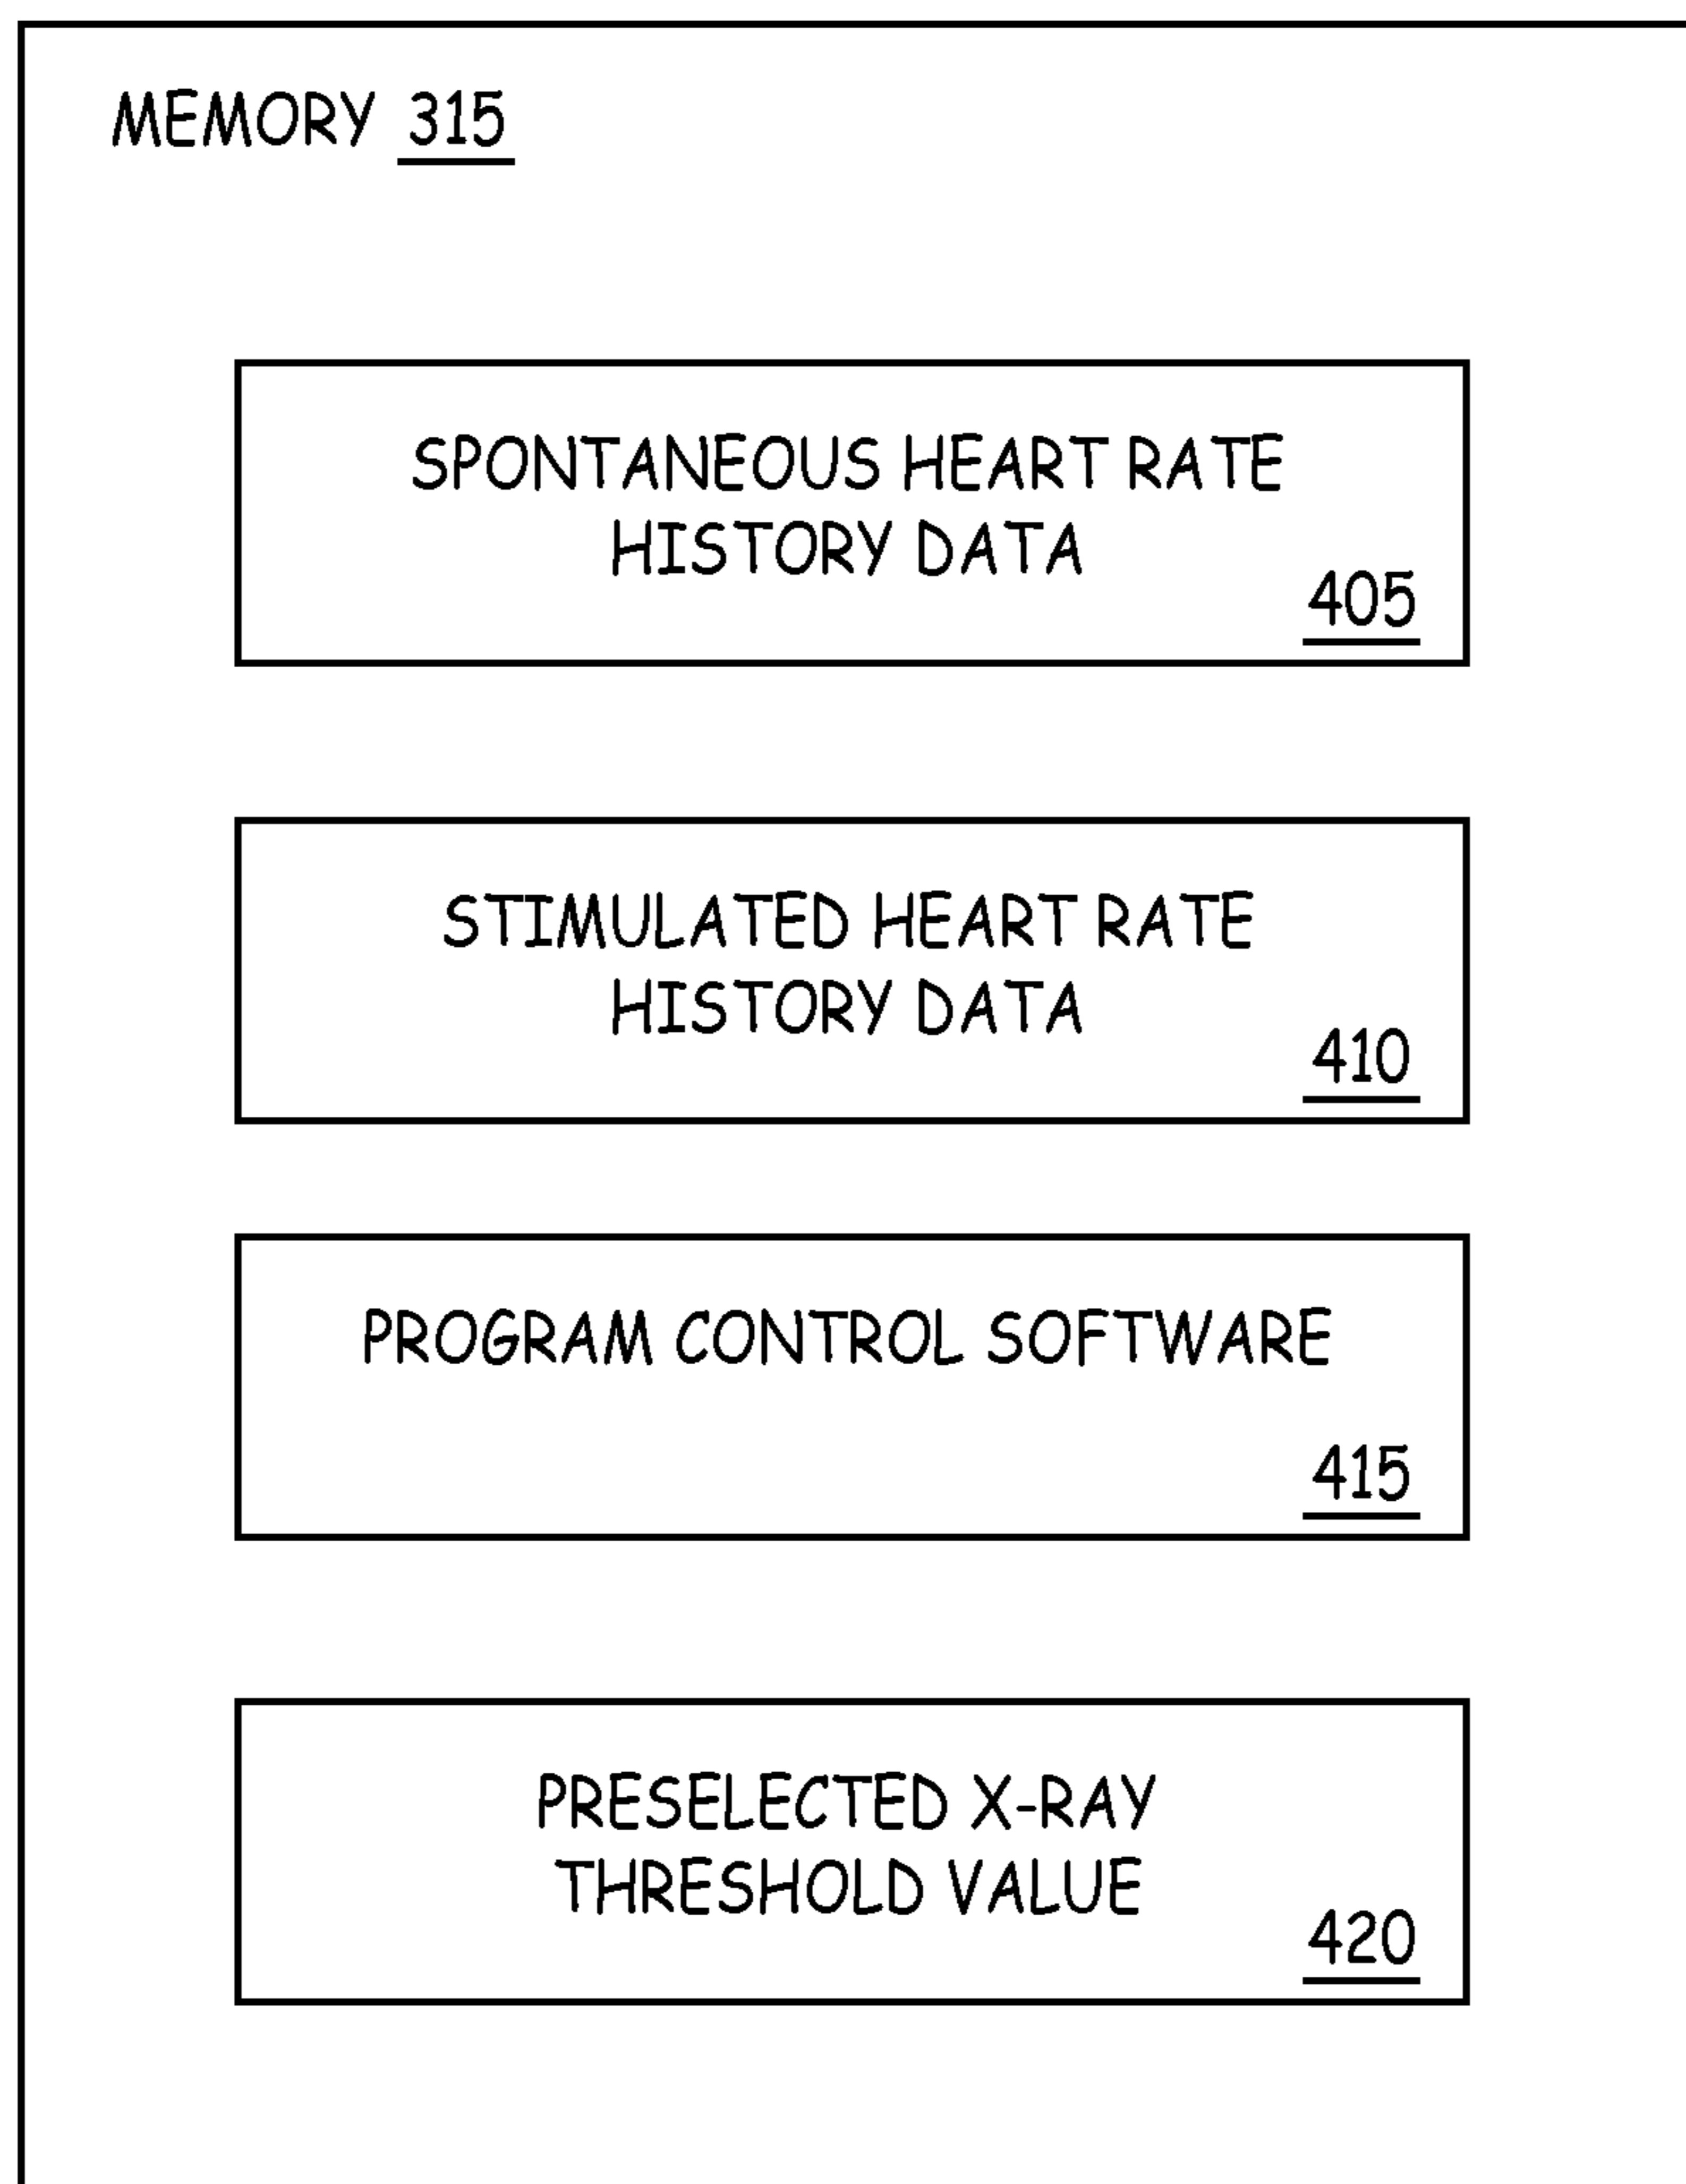 MEMORY 315
SPONTANEOUS HEART RATE
HISTORY DATA
405
STIMULATED HEART RATE
HISTORY DATA
410
PROGRAM CONTROL SOFTWARE
415
PRESELECTED X-RAY
THRESHOLD VALUE
420